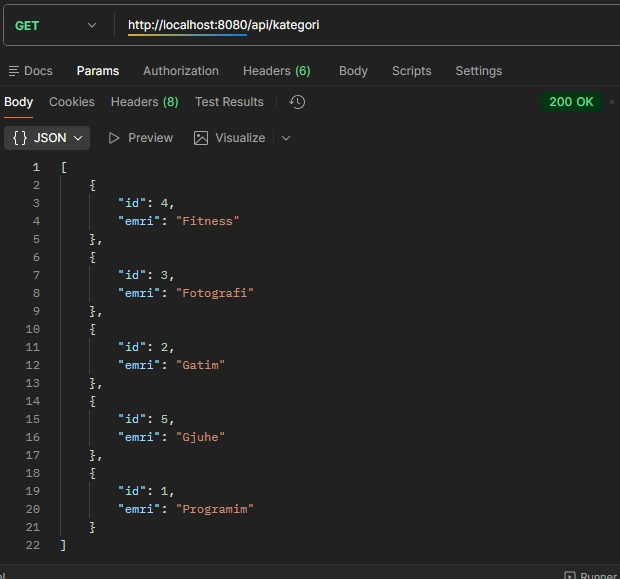 GET http://localhost:8080/api/kategori
Docs Params Authorization Headers (6) Body Scripts Settings
Body Cookies Headers (8) Test Results 200 OK
{} JSON Preview Visualize
1 [
2 {
3 "id": 4,
4 "emri": "Fitness"
5 },
6 {
7 "id": 3,
8 "emri": "Fotografi"
9 },
10 {
11 "id": 2,
12 "emri": "Gatim"
13 },
14 {
15 "id": 5,
16 "emri": "Gjuhe"
17 },
18 {
19 "id": 1,
20 "emri": "Programim"
21 }
22 ]
Runner